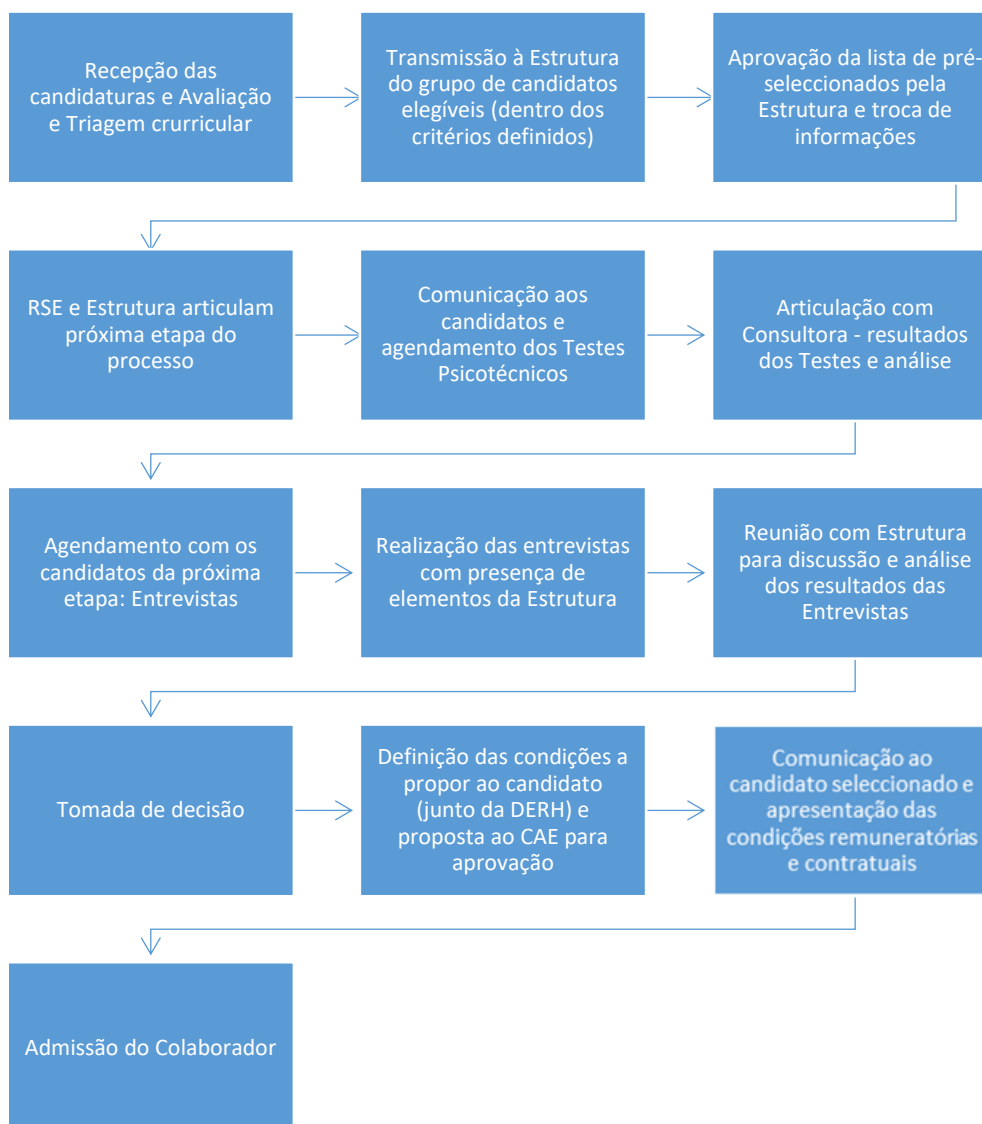 Recepção das
candidaturas e Avaliação
e Triagem crurricular
Transmissão à Estrutura
do grupo de candidatos
elegíveis (dentro dos
critérios definidos)
Aprovação da lista de pré-
seleccionados pela
Estrutura e troca de
informações
RSE e Estrutura articulam
próxima etapa do
processo
Comunicação aos
candidatos e
agendamento dos Testes
Psicotécnicos
Articulação com
Consultora - resultados
dos Testes e análise
Agendamento com os
candidatos da próxima
etapa: Entrevistas
Realização das entrevistas
com presença de
elementos da Estrutura
Reunião com Estrutura
para discussão e análise
dos resultados das
Entrevistas
Tomada de decisão
Definição das condições a
propor ao candidato
(junto da DERH) e
proposta ao CAE para
aprovação
Comunicação ao
candidato seleccionado e
apresentação das
condições remuneratórias
e contratuais
Admissão do Colaborador